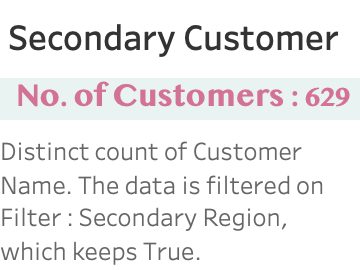 Secondary Customer
No. of Customers : 629
Distinct count of Customer
Name. The data is filtered on
Filter : Secondary Region,
which keeps True.